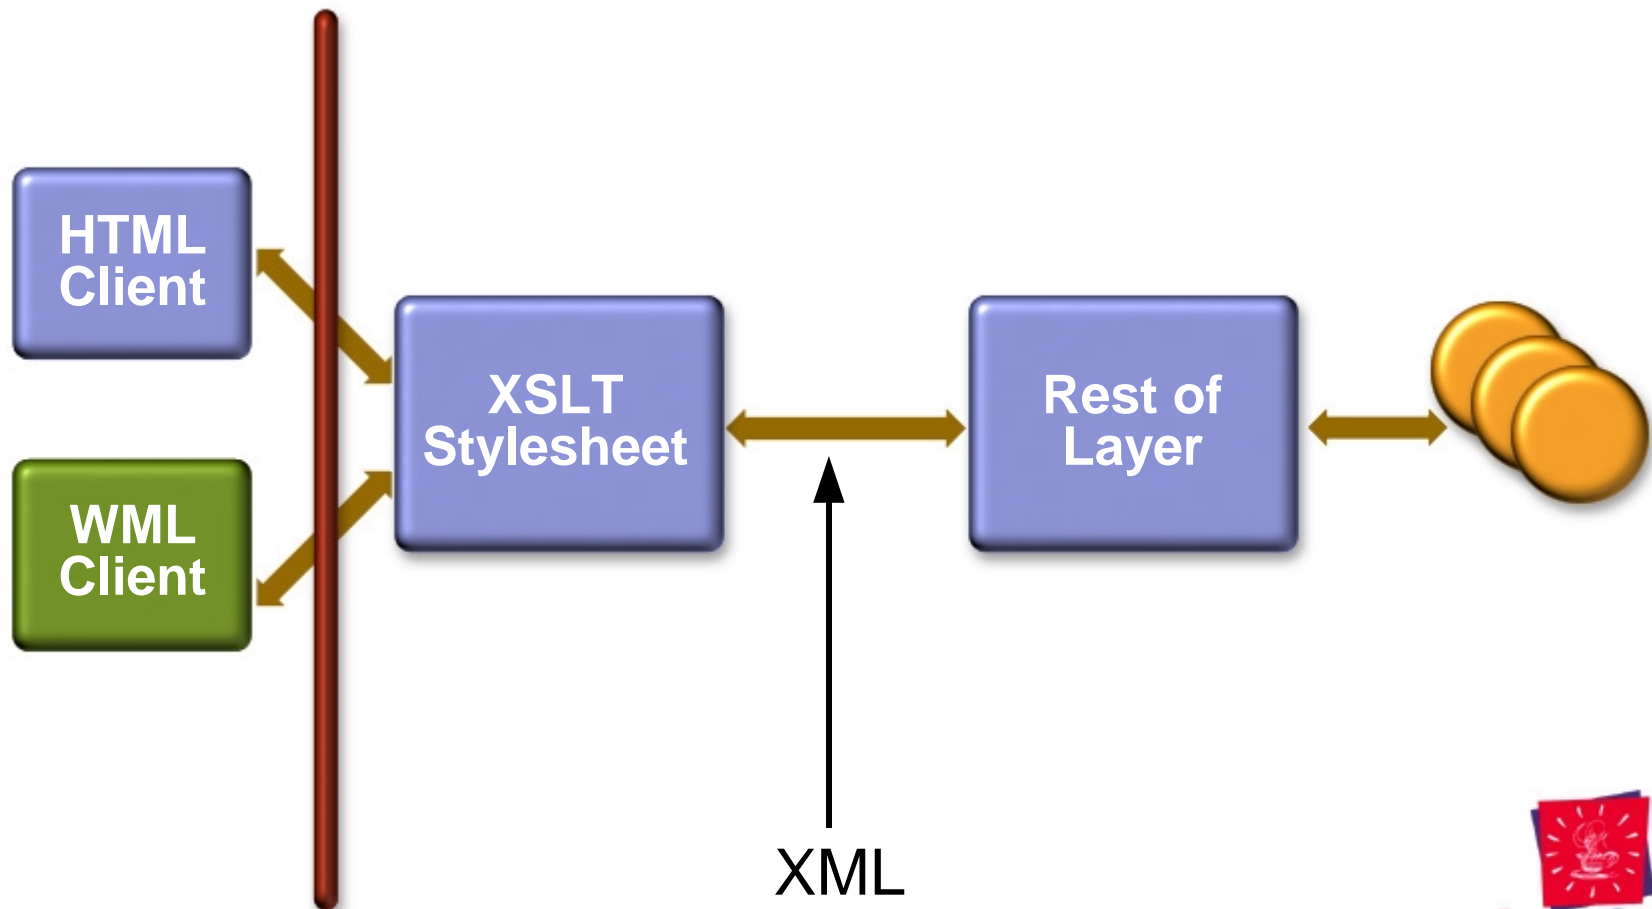 HTML
Client
XSLT
Stylesheet
Rest of
Layer
WML
Client
XML